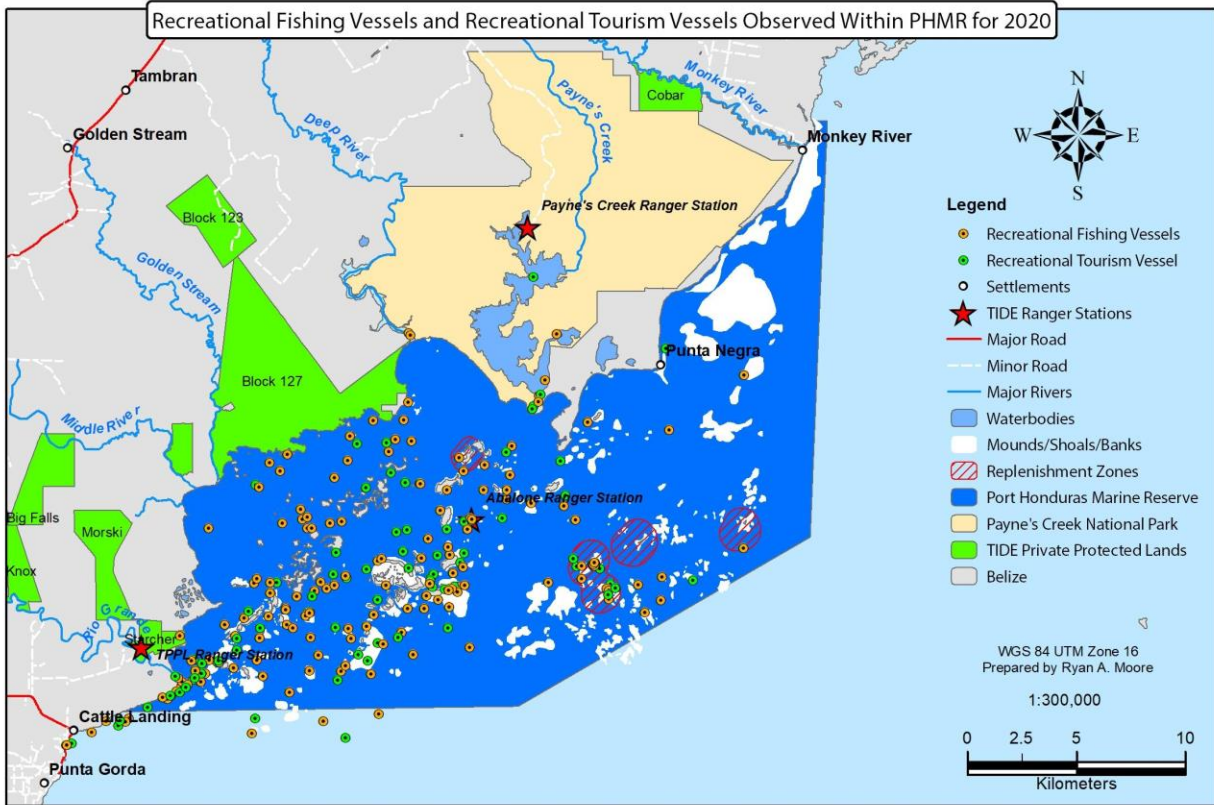 Recreational Fishing Vessels and Recreational Tourism Vessels Observed Within PHMR for 2020
Tambran
Golden Stream
Deep River
Payne's Creek
Cobar
Monkey River
Monkey River
N
W
E
S
Block 123
Payne's Creek Ranger Station
Golden Stream
Legend
Recreational Fishing Vessels
Recreational Tourism Vessel
Settlements
TIDE Ranger Stations
Major Road
Minor Road
Major Rivers
Waterbodies
Mounds/Shoals/Banks
Replenishment Zones
Port Honduras Marine Reserve
Payne's Creek National Park
TIDE Private Protected Lands
Belize
Punta Negra
Block 127
Middle River
Abalone Ranger Station
Big Falls
Morski
Knox
Rio Grande
Starcher
TPPL Ranger Station
Cattle Landing
Punta Gorda
WGS 84 UTM Zone 16
Prepared by Ryan A. Moore
1:300,000
0 2.5 5 10
Kilometers